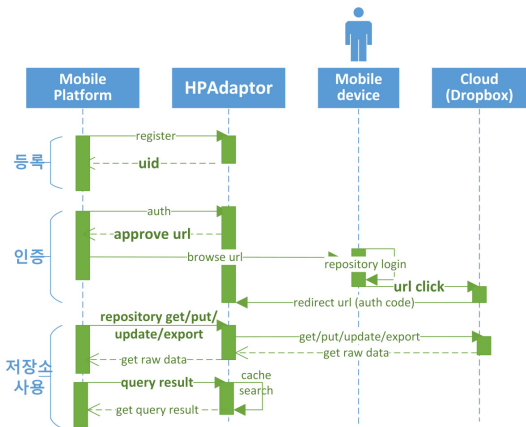 Mobile
Platform
HPAdaptor
Mobile
device
Cloud
(Dropbox)
등록
register
uid
인증
auth
approve url
browse url
repository login
url click
redirect url (auth code)
저장소
사용
repository get/put/
update/export
get/put/update/export
get raw data
get raw data
query result
cache
search
get query result